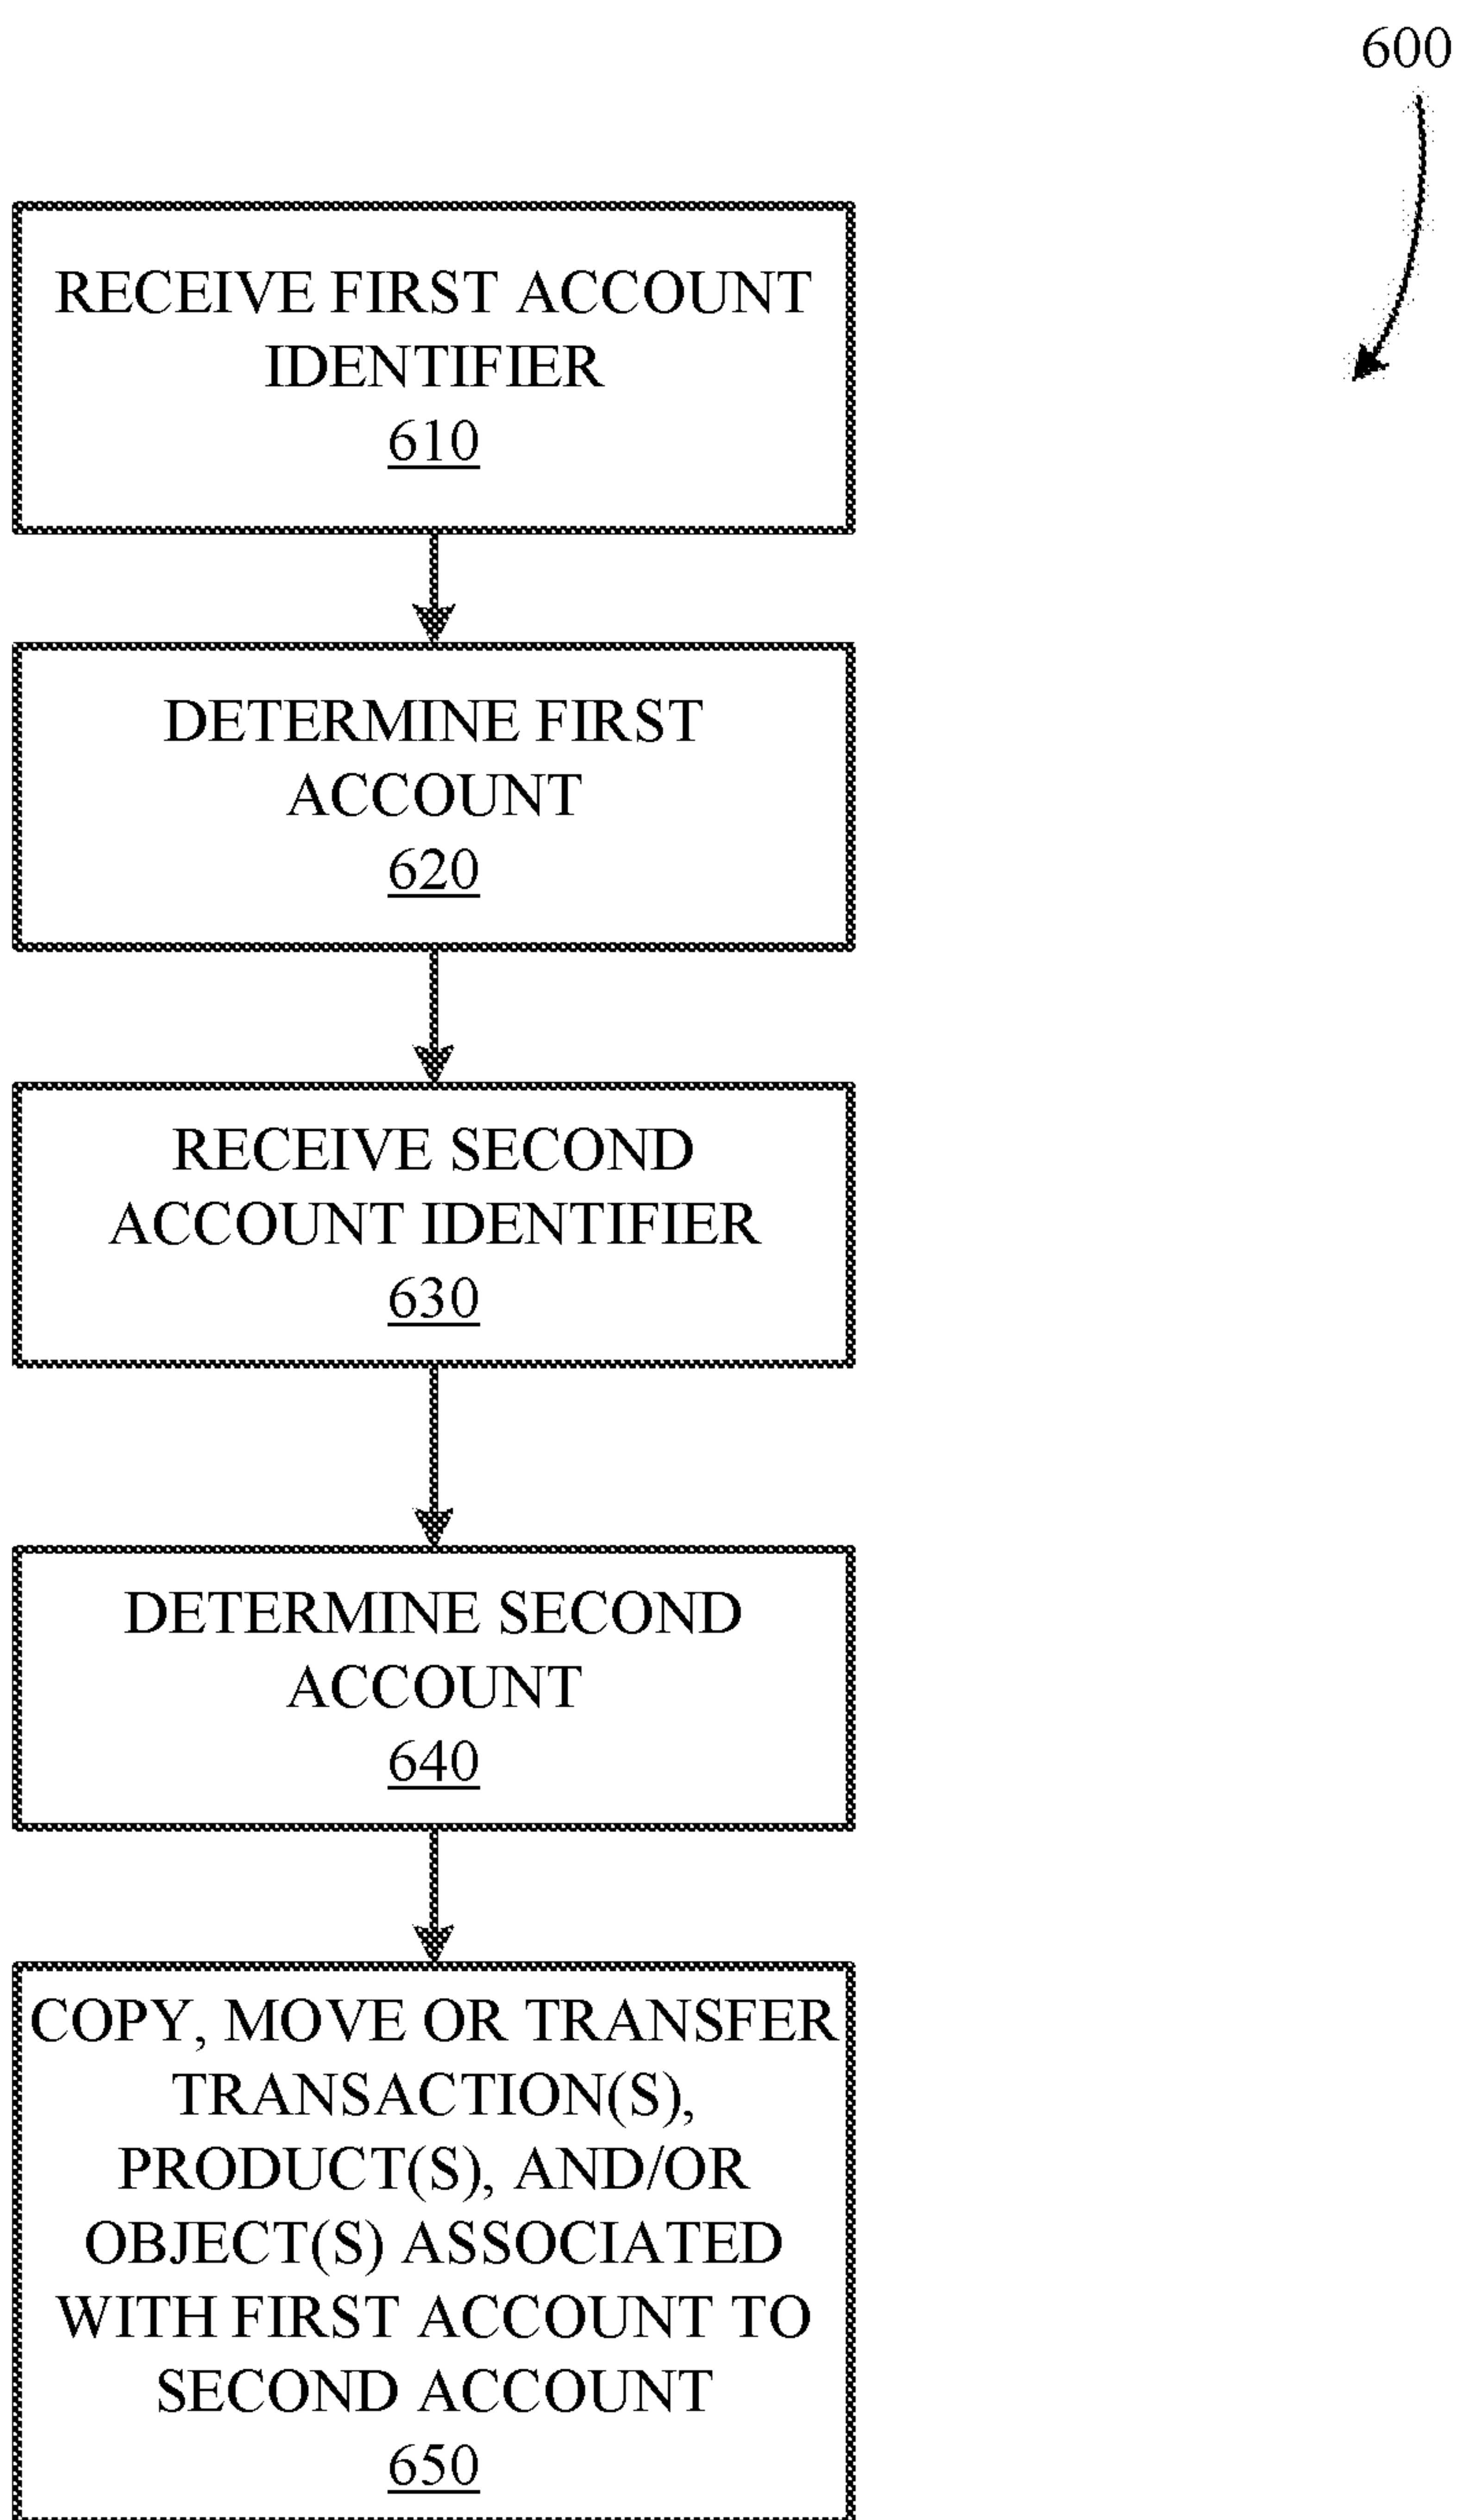 600
RECEIVE FIRST ACCOUNT
IDENTIFIER
610
DETERMINE FIRST
ACCOUNT
620
RECEIVE SECOND
ACCOUNT IDENTIFIER
630
DETERMINE SECOND
ACCOUNT
640
COPY, MOVE OR TRANSFER
TRANSACTION(S),
PRODUCT(S), AND/OR
OBJECT(S) ASSOCIATED
WITH FIRST ACCOUNT TO
SECOND ACCOUNT
650